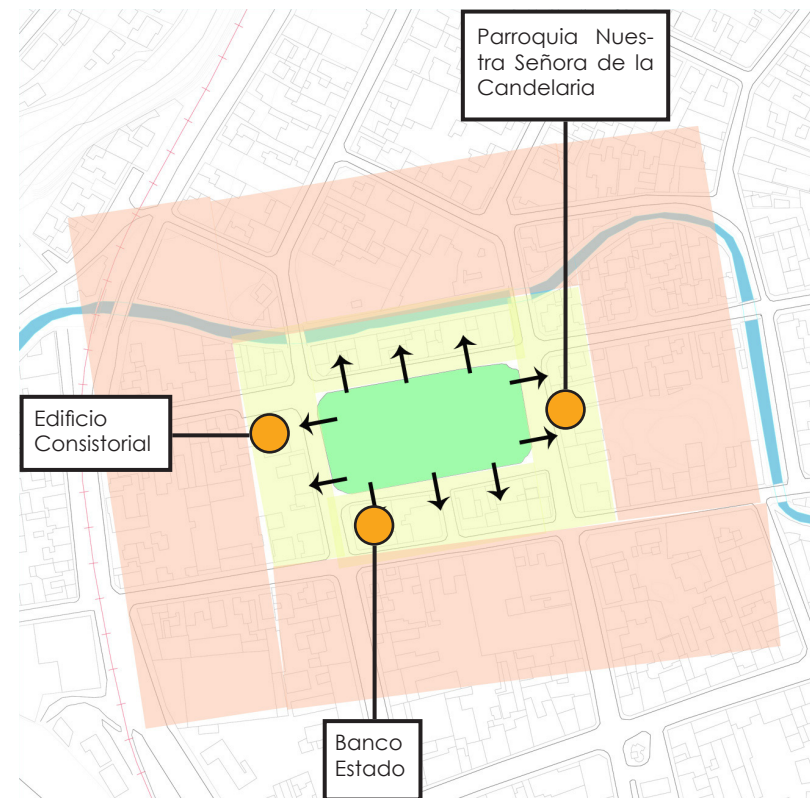 Parroquia Nues-
tra Señora de la
Candelaria
Edificio
Consistorial
Banco
Estado